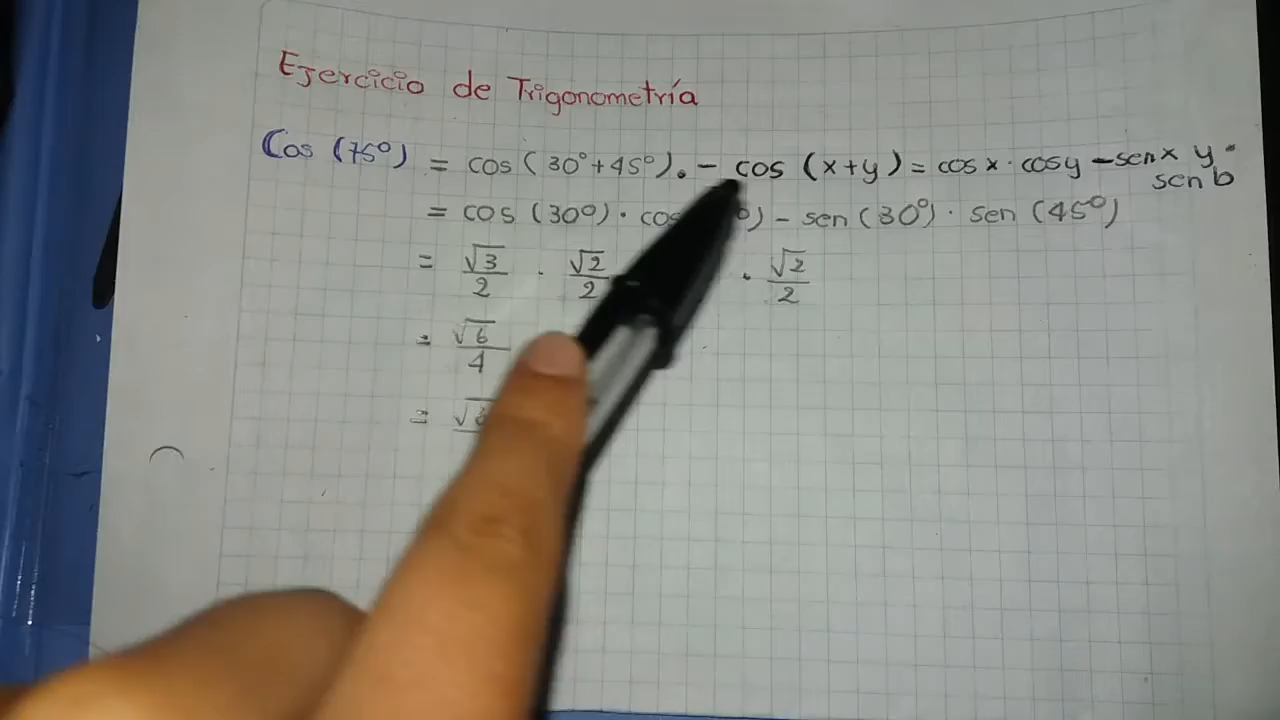 Ejercicio de Trigonometría
Cos (75°) = cos (30° + 45°). - cos (x+y) = cos x · cos y - sen x y
sen b
= cos (30°) · cos °) - sen (30°) · sen (45°)
= √3/2 · √2/2 · √2/2
= √6/4
= √